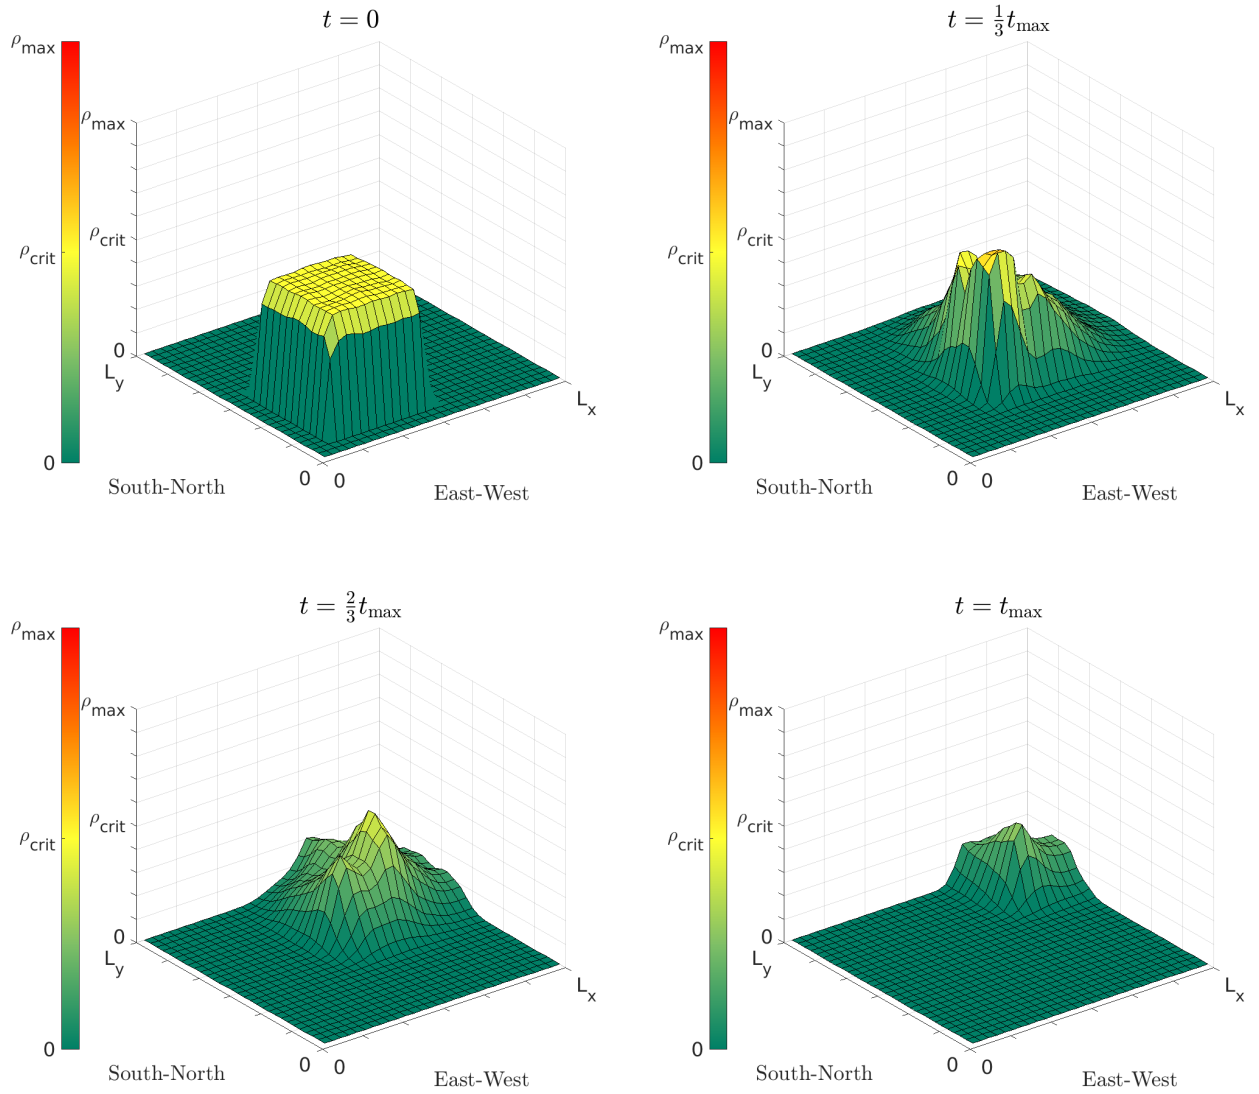 t = 0
ρmax
ρmax
ρcrit
ρcrit
0
Ly
0
South-North
0
0
East-West
Lx
t = 1/3 tmax
ρmax
ρmax
ρcrit
ρcrit
0
Ly
0
South-North
0
0
East-West
Lx
t = 2/3 tmax
ρmax
ρmax
ρcrit
ρcrit
0
Ly
0
South-North
0
0
East-West
Lx
t = tmax
ρmax
ρmax
ρcrit
ρcrit
0
Ly
0
South-North
0
0
East-West
Lx